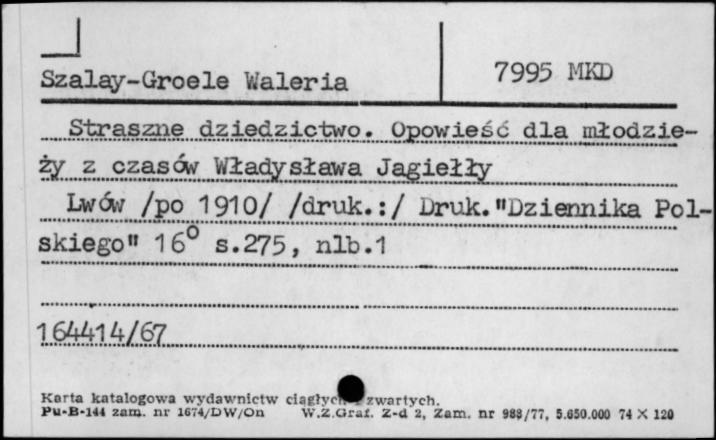 Szalay-Groele Waleria
7995 MKD
Straszne dziedzictwo. Opowieść dla młodzie-
ży z czasów Władysława Jagiełły
Lwów /po 1910/ /druk.:/ Druk."Dziennika Pol-
skiego" 16° s.275, nlb.1
164414/67
Karta katalogowa wydawnictw zwartych.
Pu-B-144 zam. nr 1674/DW/On W.Z.Graf. Z-d 2, Zam. nr 988/77, 5.650.000 74 X 120